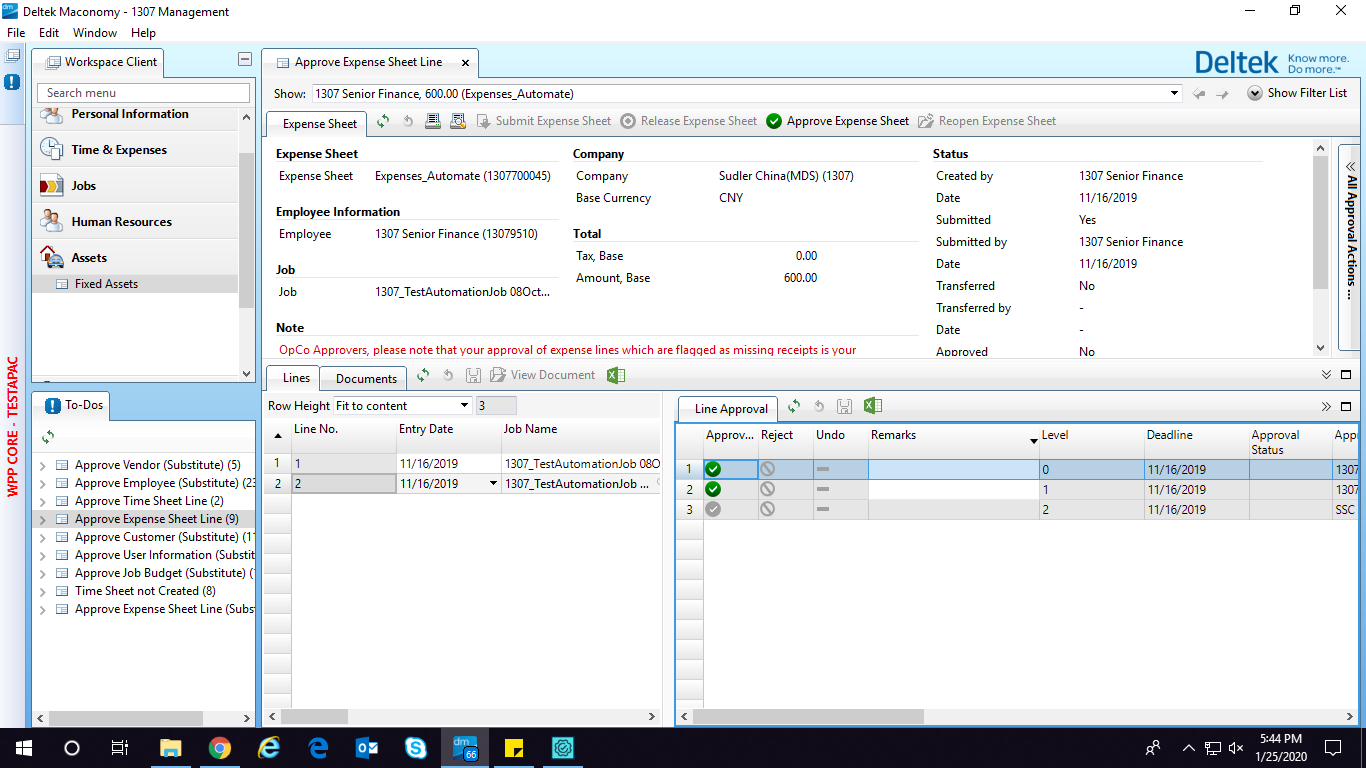 Deltek Maconomy - 1307 Management
File Edit Window Help
Workspace Client
Search menu
Personal Information
Time & Expenses
Jobs
Human Resources
Assets
Fixed Assets
WPP CORE - TESTAPAC
To-Dos
Approve Vendor (Substitute) (5)
Approve Employee (Substitute) (23
Approve Time Sheet Line (2)
Approve Expense Sheet Line (9)
Approve Customer (Substitute) (11
Approve User Information (Substit
Approve Job Budget (Substitute) (
Time Sheet not Created (8)
Approve Expense Sheet Line (Subs
Approve Expense Sheet Line
Deltek Know more. Do more.™
Show: 1307 Senior Finance, 600.00 (Expenses_Automate)
Show Filter List
Expense Sheet Submit Expense Sheet Release Expense Sheet Approve Expense Sheet Reopen Expense Sheet
Expense Sheet
Expense Sheet Expenses_Automate (1307700045)
Employee Information
Employee 1307 Senior Finance (13079510)
Job
Job 1307_TestAutomationJob 08Oct...
Note
OpCo Approvers, please note that your approval of expense lines which are flagged as missing receipts is your
Company
Company Sudler China(MDS) (1307)
Base Currency CNY
Total
Tax, Base 0.00
Amount, Base 600.00
Status
Created by 1307 Senior Finance
Date 11/16/2019
Submitted Yes
Submitted by 1307 Senior Finance
Date 11/16/2019
Transferred No
Transferred by -
Date -
Approved No
All Approval Actions ...
Lines Documents View Document
Row Height Fit to content 3
Line No. Entry Date Job Name
1 1 11/16/2019 1307_TestAutomationJob 08O
2 2 11/16/2019 1307_TestAutomationJob ...
Line Approval
Approv... Reject Undo Remarks Level Deadline Approval Status App
1 0 11/16/2019 1307
2 1 11/16/2019 1307
3 2 11/16/2019 SSC
dm
66
5:44 PM
1/25/2020